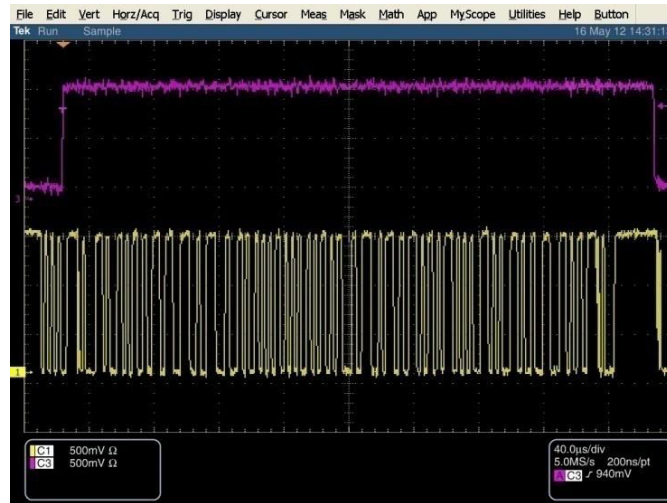 File Edit Vert Horz/Acq Trig Display Cursor Meas Mask Math App MyScope Utilities Help Button
Tek Run Sample 16 May 12 14:31:13
3
1
C1 500mV Ω
C3 500mV Ω
40.0µs/div
5.0MS/s 200ns/pt
A C3 ʃ 940mV